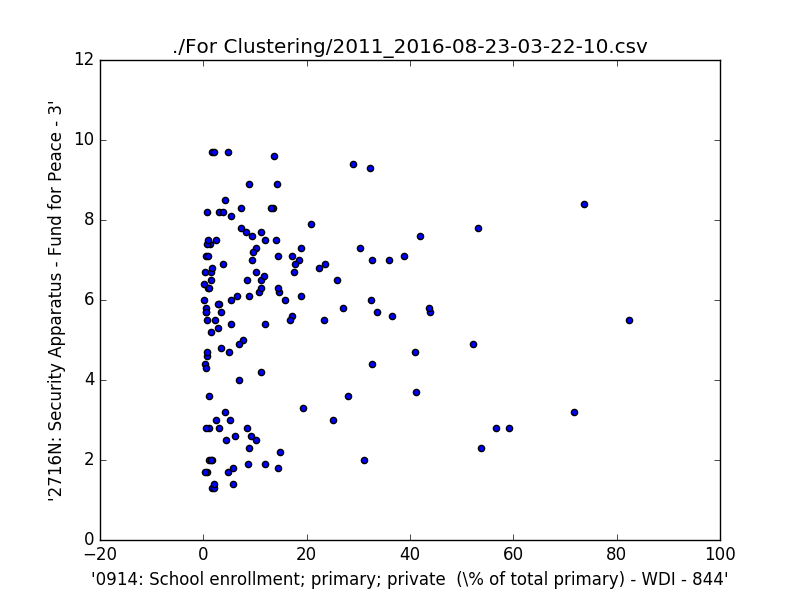 ./For Clustering/2011_2016-08-23-03-22-10.csv
12
10
8
6
4
2
0
'2716N: Security Apparatus - Fund for Peace - 3'
−20 0 20 40 60 80 100
'0914: School enrollment; primary; private (\% of total primary) - WDI - 844'